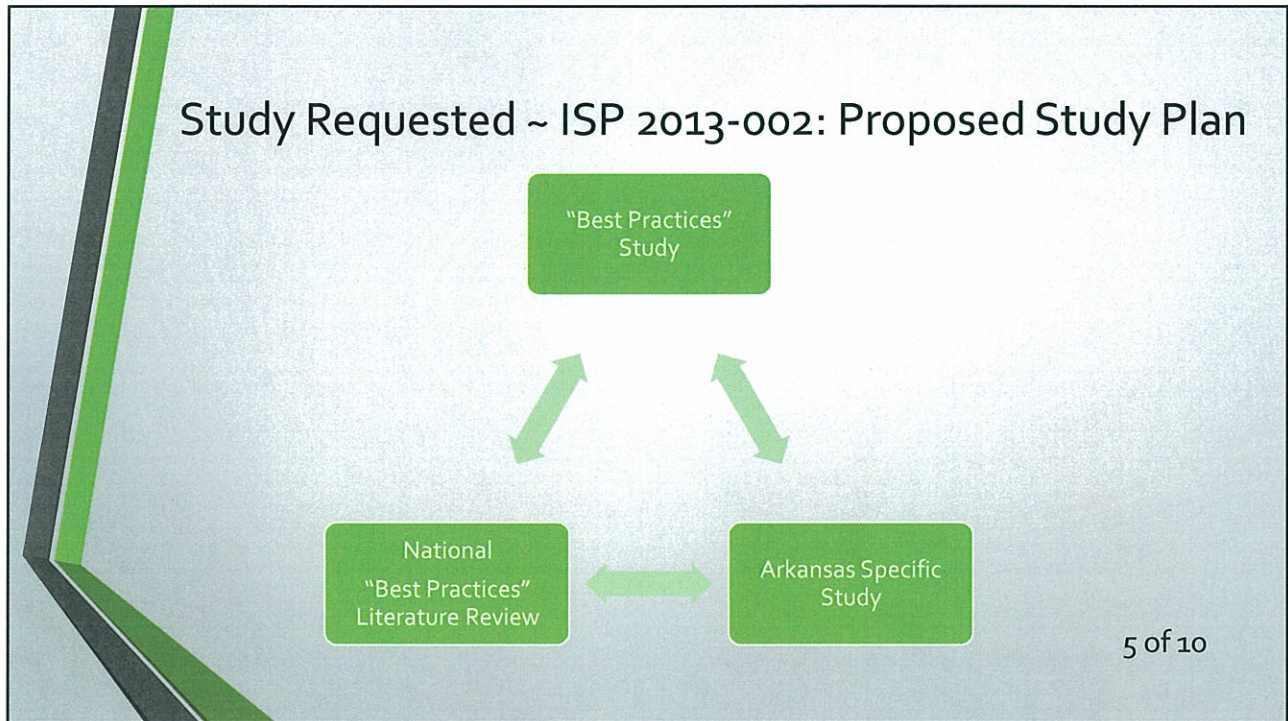 Study Requested ~ ISP 2013-002: Proposed Study Plan
“Best Practices”
Study
National
“Best Practices”
Literature Review
Arkansas Specific
Study
5 of 10